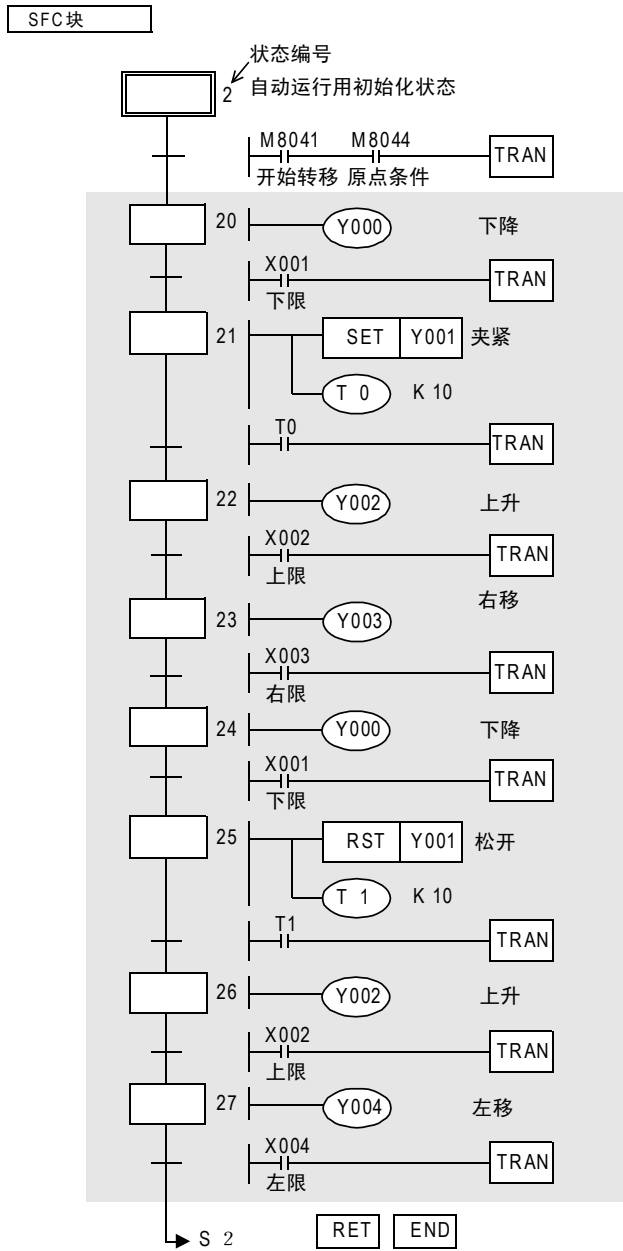 SFC块
状态编号
2 自动运行用初始化状态
M8041 M8044
TRAN
开始转移 原点条件
20 Y000 下降
X001
TRAN
下限
21 SET Y001 夹紧
T 0 K 10
T0
TRAN
22 Y002 上升
X002
TRAN
上限
右移
23 Y003
X003
TRAN
右限
24 Y000 下降
X001
TRAN
下限
25 RST Y001 松开
T 1 K 10
T1
TRAN
26 Y002 上升
X002
TRAN
上限
27 Y004 左移
X004
TRAN
左限
S 2 RET END